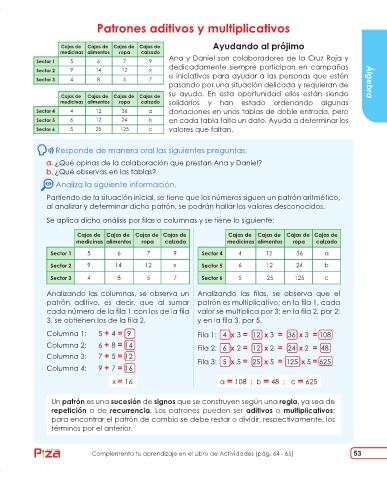 Patrones aditivos y multiplicativos
Cajas de medicinas Cajas de alimentos Cajas de ropa Cajas de calzado
Sector 1 5 6 7 9
Sector 2 9 14 12 x
Sector 3 4 8 5 7
Cajas de medicinas Cajas de alimentos Cajas de ropa Cajas de calzado
Sector 4 4 12 36 a
Sector 5 6 12 24 b
Sector 6 5 25 125 c
Ayudando al prójimo
Ana y Daniel son colaboradores de la Cruz Roja y
dedicadamente siempre participan en campañas
e iniciativas para ayudar a las personas que estén
pasando por una situación delicada y requieran de
su ayuda. En esta oportunidad ellos están siendo
solidarios y han estado ordenando algunas
donaciones en unas tablas de doble entrada, pero
en cada tabla falta un dato. Ayuda a determinar los
valores que faltan.
Álgebra
Responde de manera oral las siguientes preguntas.
a. ¿Qué opinas de la colaboración que prestan Ana y Daniel?
b. ¿Qué observas en las tablas?
Analiza la siguiente información.
Partiendo de la situación inicial, se tiene que los números siguen un patrón aritmético,
al analizar y determinar dicho patrón, se podrán hallar los valores desconocidos.
Se aplica dicho análisis por filas o columnas y se tiene lo siguiente:
Cajas de medicinas Cajas de alimentos Cajas de ropa Cajas de calzado
Sector 1 5 6 7 9
Sector 2 9 14 12 x
Sector 3 4 8 5 7
Cajas de medicinas Cajas de alimentos Cajas de ropa Cajas de calzado
Sector 4 4 12 36 a
Sector 5 6 12 24 b
Sector 6 5 25 125 c
Analizando las columnas, se observa un
patrón aditivo, es decir, que al sumar
cada número de la fila 1 con los de la fila
3, se obtienen los de la fila 2.
Columna 1: 5 + 4 = 9
Columna 2: 6 + 8 = 14
Columna 3: 7 + 5 = 12
Columna 4: 9 + 7 = 16
x = 16
Analizando las filas, se observa que el
patrón es multiplicativo; en la fila 1, cada
valor se multiplica por 3; en la fila 2, por 2;
y en la fila 3, por 5.
Fila 1: 4 x 3 = 12 x 3 = 36 x 3 = 108
Fila 2: 6 x 2 = 12 x 2 = 24 x 2 = 48
Fila 3: 5 x 5 = 25 x 5 = 125 x 5 = 625
a = 108 ; b = 48 ; c = 625
Un patrón es una sucesión de signos que se construyen según una regla, ya sea de
repetición o de recurrencia. Los patrones pueden ser aditivos o multiplicativos;
para encontrar el patrón de cambio se debe restar o dividir, respectivamente, los
términos por el anterior.
Complementa tu aprendizaje en el Libro de Actividades (pág. 64 - 65)
53